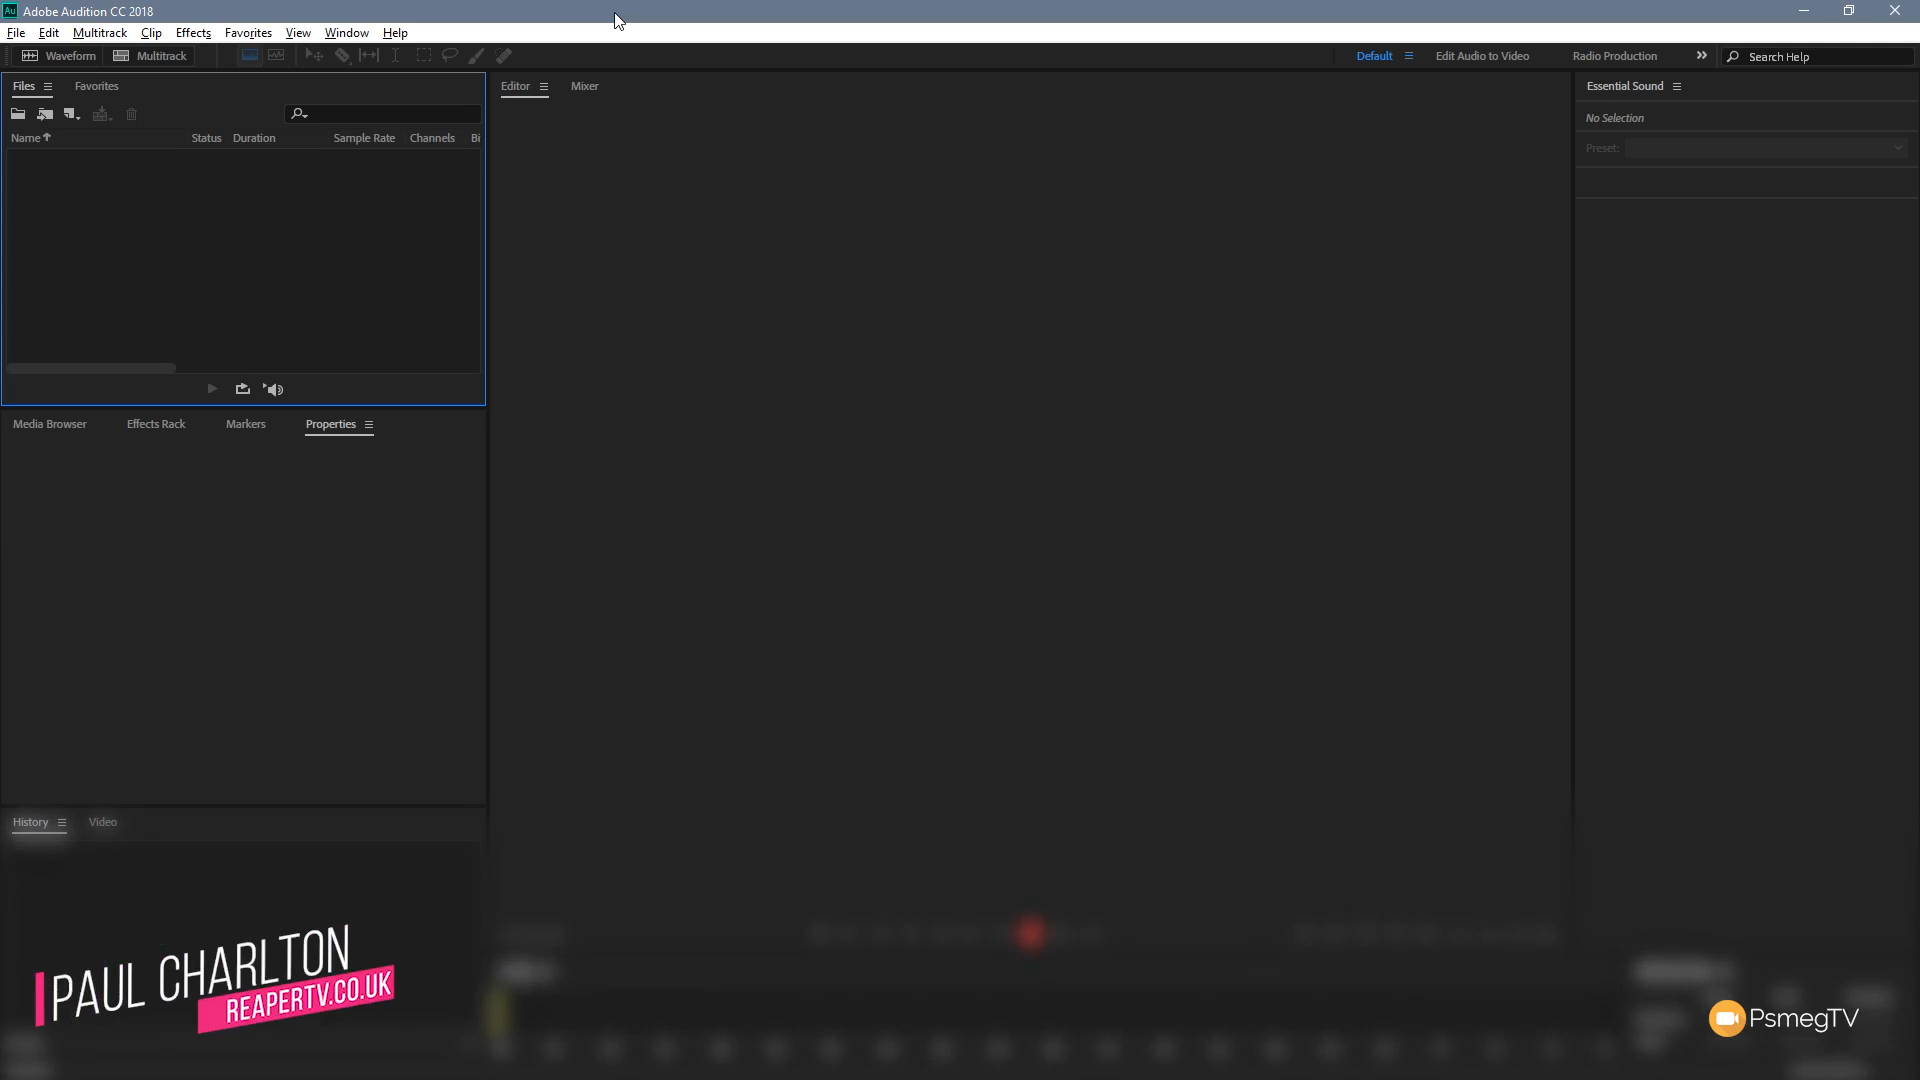 Au Adobe Audition CC 2018
File Edit Multitrack Clip Effects Favorites View Window Help
Waveform Multitrack Default Edit Audio to Video Radio Production Search Help
Files Favorites Editor Mixer Essential Sound
No Selection
Name Status Duration Sample Rate Channels Bi
Preset:
Media Browser Effects Rack Markers Properties
History Video
PAUL CHARLTON
REAPERTV.CO.UK
PsmegTV